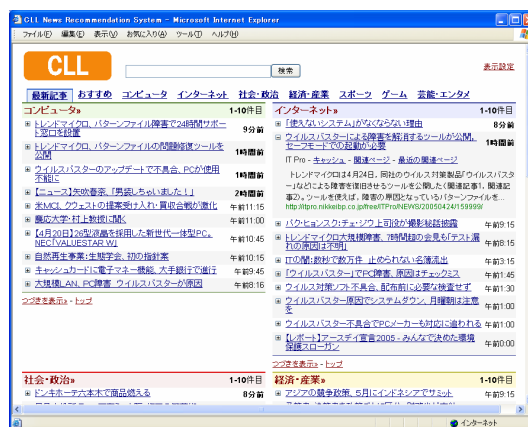 CLL News Recommendation System - Microsoft Internet Explorer
ファイル(F) 編集(E) 表示(V) お気に入り(A) ツール(T) ヘルプ(H)
CLL
検索
表示設定
最新記事 おすすめ コンピュータ インターネット 社会・政治 経済・産業 スポーツ ゲーム 芸能・エンタメ
コンピュータ» 1-10件目
トレンドマイクロ、パターンファイル障害で24時間サポート窓口を設置 9分前
トレンドマイクロ、パターンファイルの問題修復ツールを公開 1時間前
ウイルスバスターのアップデートで不具合、PCが使用不能に 1時間前
【ニュース】矢吹春奈、「男装しちゃいました！」 2時間前
米MCI、クウェストの提案受け入れ・買収合戦が激化 午前11:15
慶応大学・村上教授に聞く 午前11:00
【4月20日】26型液晶を採用した新世代一体型PC。NEC「VALUESTAR W」 午前10:45
自然再生事業:生態学会、初の指針案 午前10:15
キャッシュカードに電子マネー機能、大手銀行で進行 午前9:45
大規模LAN、PC障害 ウイルスバスターが原因 午前8:16
つづきを表示» - トップ
インターネット» 1-10件目
「使えないシステム」がなくならない理由 8分前
ウイルスバスターによる障害を解消するツールが公開、セーフモードでの起動が必要 1時間前
IT Pro - キャッシュ - 関連ページ - 最近の関連ページ
トレンドマイクロは4月24日、同社のウイルス対策製品「ウイルスバスター」などによる障害を復旧させるツールを公開した(関連記事1、関連記事2)。ツールを使えば、障害の原因となっているパターンファイルを...
http://itpro.nikkeibp.co.jp/free/ITPro/NEWS/20050424/159999/
パク・ヒョンスク:チェ・ジウ上司役が撮影秘話披露 午前9:15
トレンドマイクロ大規模障害、7時間超の会見も「テスト漏れの原因は不明」 午前8:15
ITの闇:数秒で数万件 止められない名簿流出 午前3:15
「ウイルスバスター」でPC障害、原因はチェックミス 午前1:45
ウイルス対策ソフト不具合、配布前に必要な検査せず 午前1:30
ウイルスバスター原因でシステムダウン、月曜朝は注意を 午前1:00
ウイルスバスター不具合でPCメーカーも対応に追われる 午前1:00
【レポート】アースデイ宣言2005 - みんなで決めた環境保護スローガン 午前0:00
つづきを表示» - トップ
社会・政治» 1-10件目
ドンキホーテ六本木で商品燃える 8分前
経済・産業» 1-10件目
アジアの競争政策、5月にインドネシアでサミット 午前9:15
インターネット